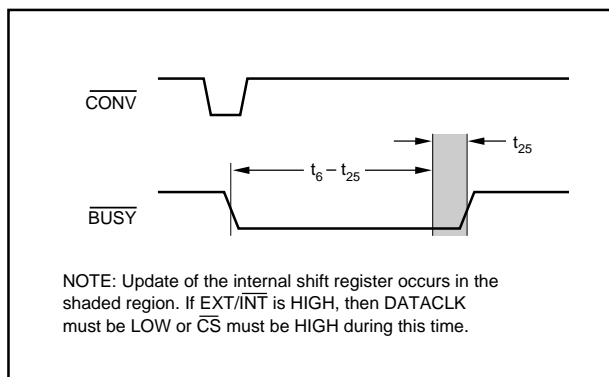 CONV
t25
t6 – t25
BUSY
NOTE: Update of the internal shift register occurs in the
shaded region. If EXT/INT is HIGH, then DATACLK
must be LOW or CS must be HIGH during this time.